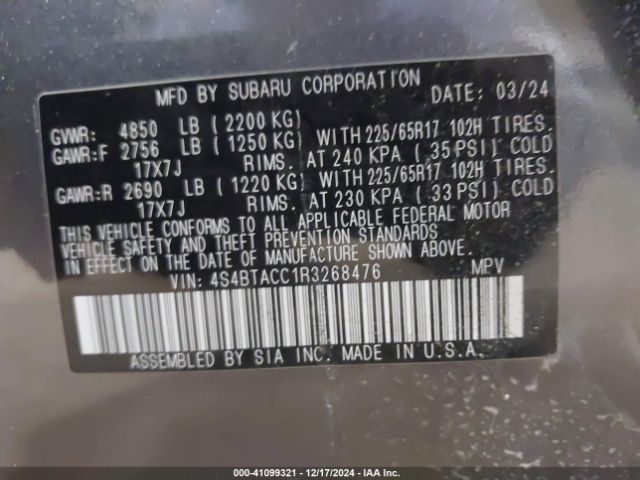 MFD BY SUBARU CORPORATION DATE: 03/24
GVWR: 4850 LB (2200 KG)
GAWR:F 2756 LB (1250 KG) WITH 225/65R17 102H TIRES.
17X7J RIMS. AT 240 KPA (35 PSI) COLD
GAWR:R 2690 LB (1220 KG) WITH 225/65R17 102H TIRES.
17X7J RIMS. AT 230 KPA (33 PSI) COLD
THIS VEHICLE CONFORMS TO ALL APPLICABLE FEDERAL MOTOR
VEHICLE SAFETY AND THEFT PREVENTION STANDARDS
IN EFFECT ON THE DATE OF MANUFACTURE SHOWN ABOVE.
VIN: 4S4BTACC1R3268476 MPV
ASSEMBLED BY SIA INC. MADE IN U.S.A.
000-41099321 - 12/17/2024 - IAA Inc.